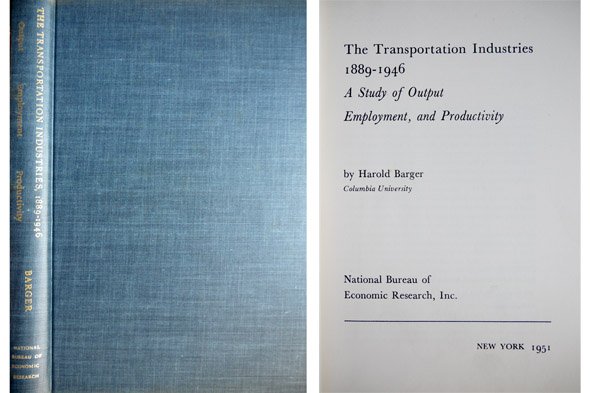 THE TRANSPORTATION INDUSTRIES, 1889-1946
Output Employment Productivity
BARGER
NATIONAL
BUREAU OF
ECONOMIC
RESEARCH
The Transportation Industries
1889-1946
A Study of Output
Employment, and Productivity
by Harold Barger
Columbia University
National Bureau of
Economic Research, Inc.
NEW YORK 1951